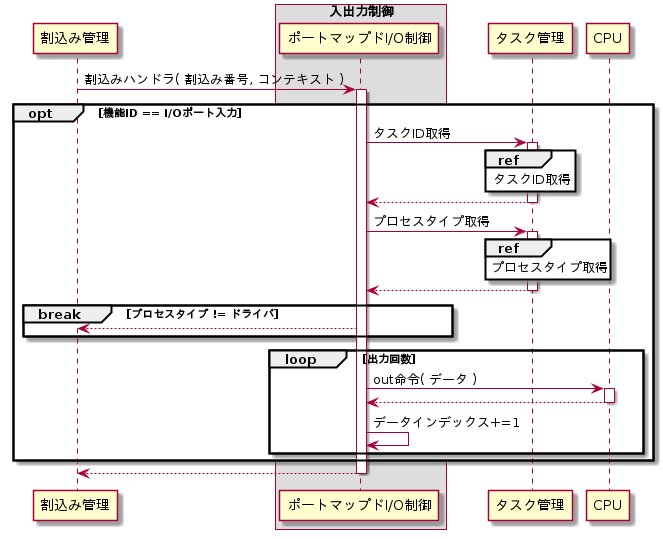 入出力制御
割込み管理
ポートマップドI/O制御
タスク管理
CPU
割込みハンドラ( 割込み番号, コンテキスト )
opt
[機能ID == I/Oポート入力]
タスクID取得
ref
タスクID取得
プロセスタイプ取得
ref
プロセスタイプ取得
break
[プロセスタイプ != ドライバ]
loop
[出力回数]
out命令( データ )
データインデックス+=1
割込み管理
ポートマップドI/O制御
タスク管理
CPU